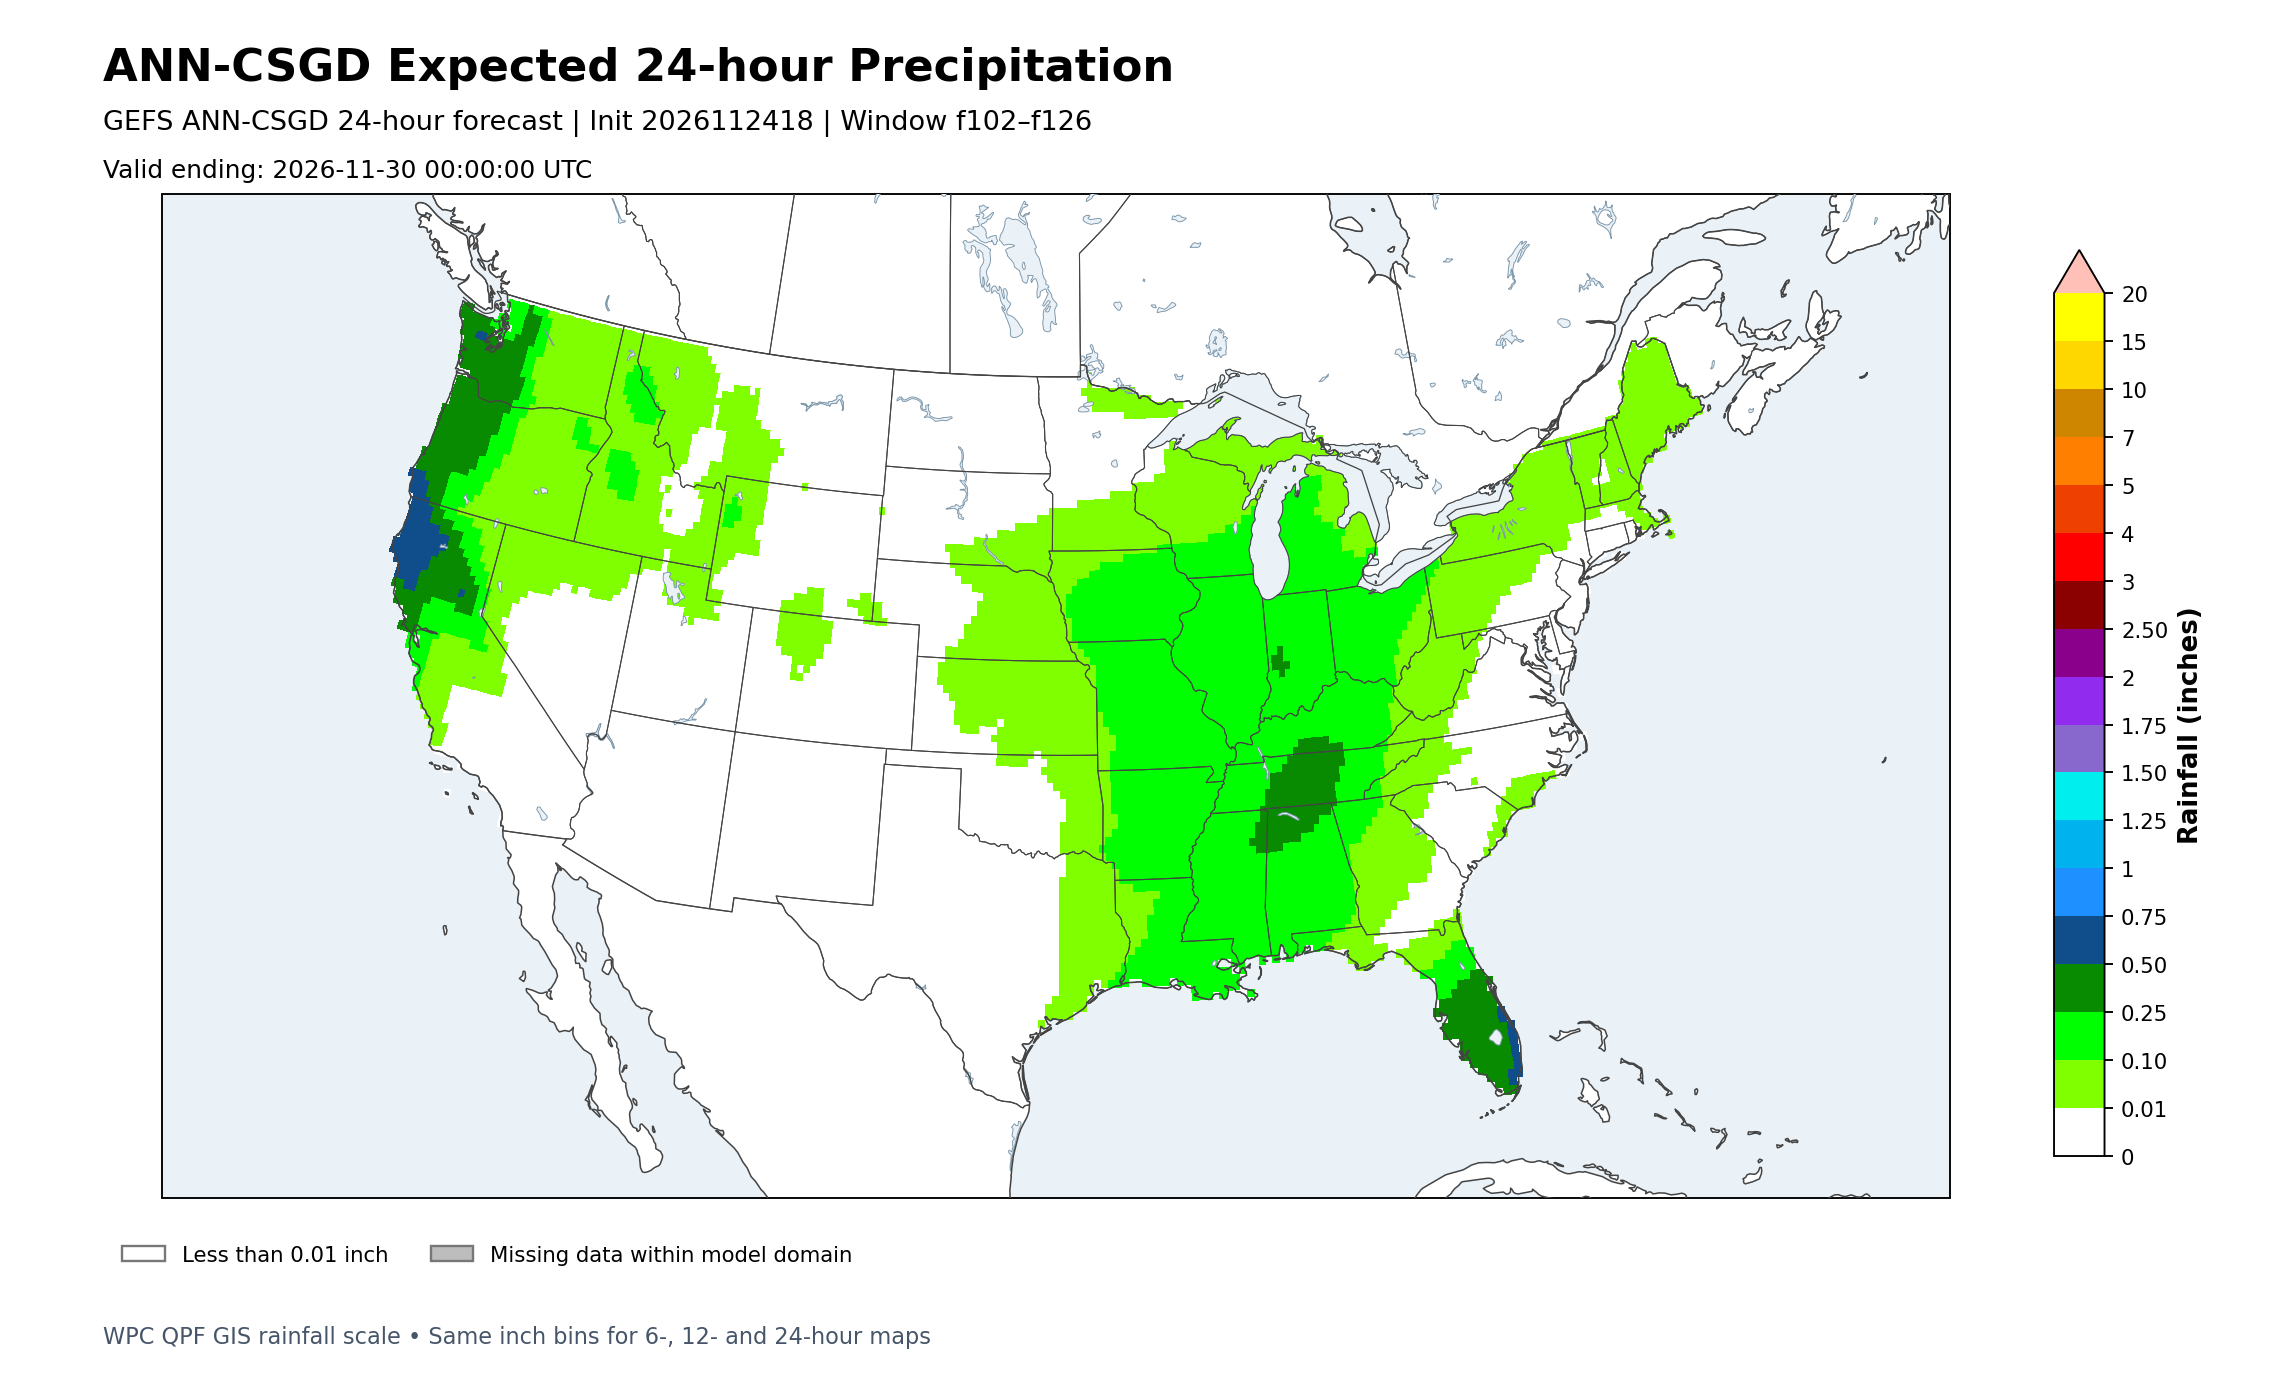 ANN-CSGD Expected 24-hour Precipitation
GEFS ANN-CSGD 24-hour forecast | Init 2026112418 | Window f102–f126
Valid ending: 2026-11-30 00:00:00 UTC
20
15
10
7
5
4
3
2.50
2
1.75
1.50
1.25
1
0.75
0.50
0.25
0.10
0.01
0
Rainfall (inches)
Less than 0.01 inch
Missing data within model domain
WPC QPF GIS rainfall scale • Same inch bins for 6-, 12- and 24-hour maps